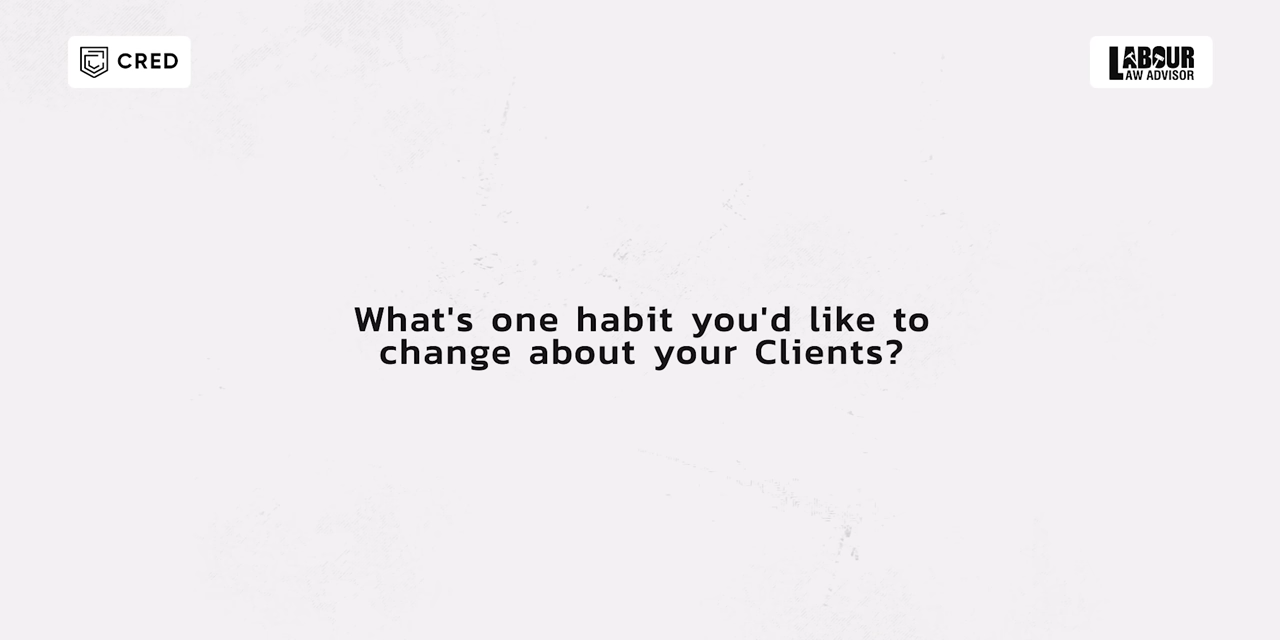 CRED
LABOUR
LAW ADVISOR
What's one habit you'd like to
change about your Clients?